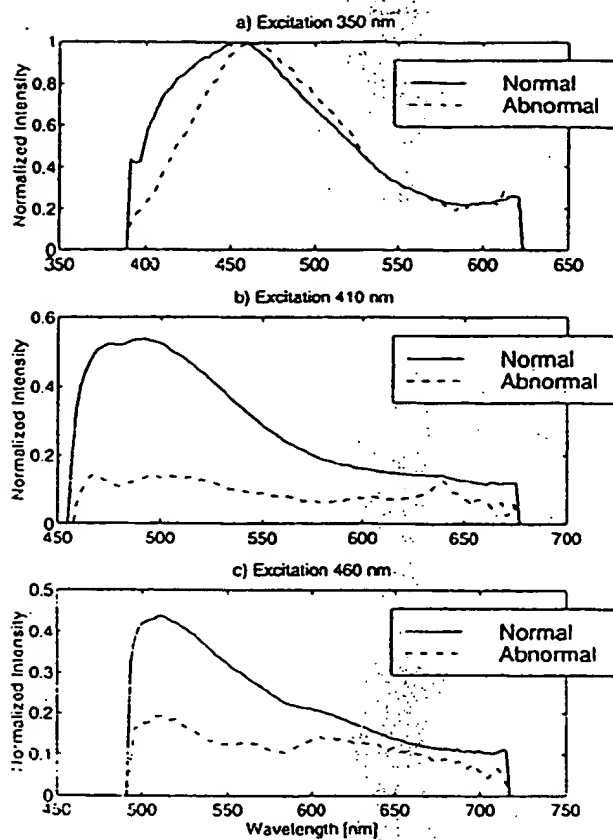 a) Excitation 350 nm
Normalized Intensity
1
0.8
0.6
0.4
0.2
0
350 400 450 500 550 600 650
Normal
Abnormal
b) Excitation 410 nm
Normalized Intensity
0.6
0.4
0.2
0
450 500 550 600 650 700
Normal
Abnormal
c) Excitation 460 nm
Normalized Intensity
0.5
0.4
0.3
0.2
0.1
0
450 500 550 600 650 700 750
Normal
Abnormal
Wavelength [nm]